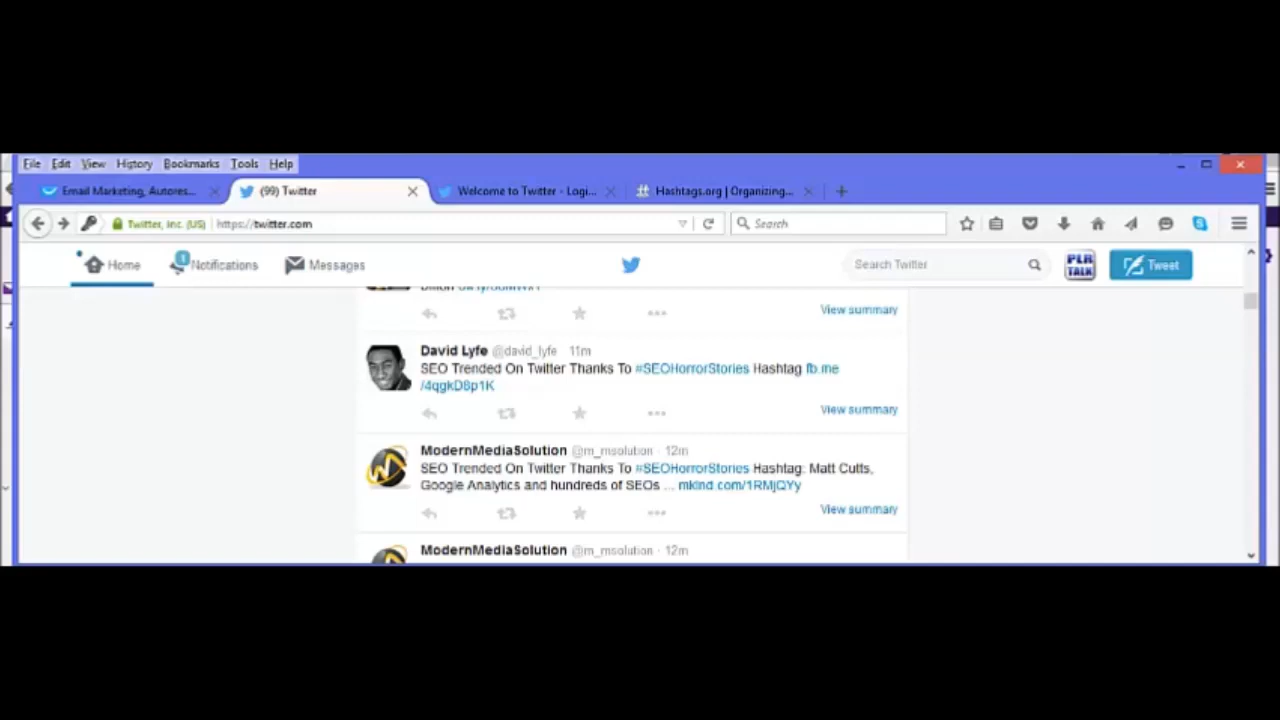 File Edit View History Bookmarks Tools Help
Email Marketing, Autores... (99) Twitter Welcome to Twitter - Logi... Hashtags.org | Organizing...
Twitter, Inc. (US) https://twitter.com Search
Home 1 Notifications Messages Search Twitter PLR TALK Tweet
View summary
David Lyfe @david_lyfe · 11m
SEO Trended On Twitter Thanks To #SEOHorrorStories Hashtag fb.me
/4qgkD8p1K
View summary
ModernMediaSolution @m_msolution · 12m
SEO Trended On Twitter Thanks To #SEOHorrorStories Hashtag: Matt Cutts,
Google Analytics and hundreds of SEOs ... mklnd.com/1RMjQYy
View summary
ModernMediaSolution @m_msolution · 12m